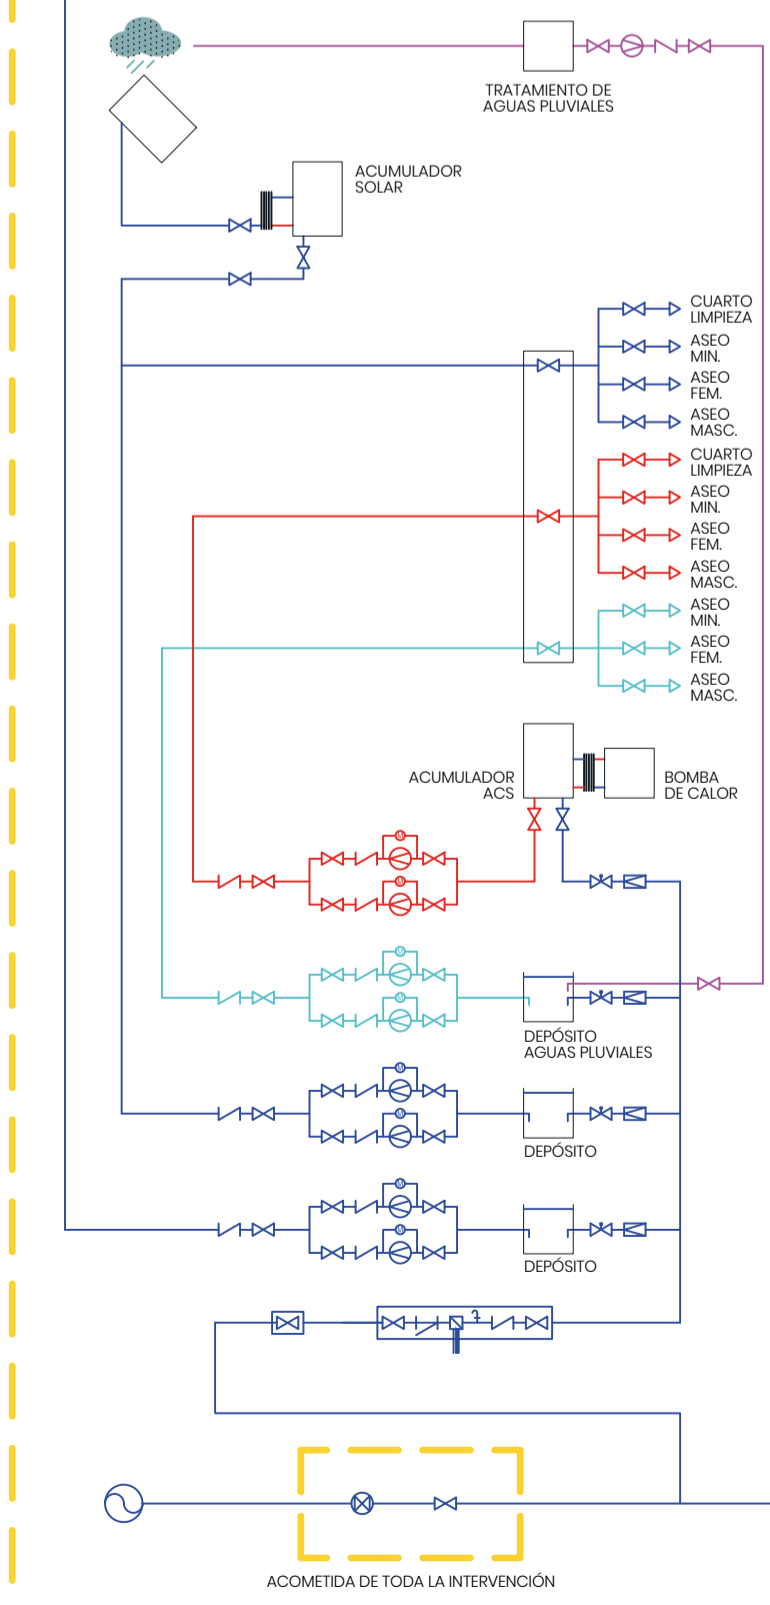 TRATAMIENTO DE
AGUAS PLUVIALES
ACUMULADOR
SOLAR
CUARTO
LIMPIEZA
ASEO
MIN.
ASEO
FEM.
ASEO
MASC.
CUARTO
LIMPIEZA
ASEO
MIN.
ASEO
FEM.
ASEO
MASC.
ASEO
MIN.
ASEO
FEM.
ASEO
MASC.
ACUMULADOR
ACS
BOMBA
DE CALOR
DEPÓSITO
AGUAS PLUVIALES
DEPÓSITO
DEPÓSITO
ACOMETIDA DE TODA LA INTERVENCIÓN